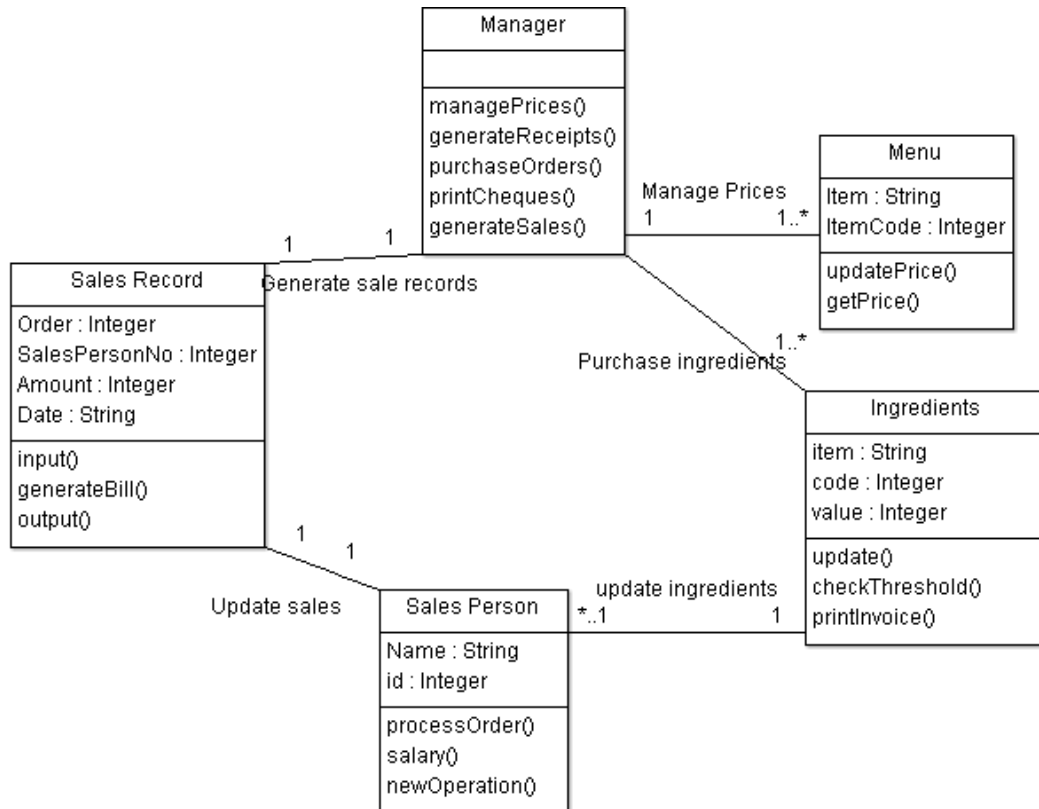 Manager
managePrices()
generateReceipts()
purchaseOrders()
printCheques()
generateSales()
Menu
Item : String
ItemCode : Integer
updatePrice()
getPrice()
Manage Prices
1
1..*
1
1
Generate sale records
Sales Record
Order : Integer
SalesPersonNo : Integer
Amount : Integer
Date : String
input()
generateBill()
output()
1..*
Purchase ingredients
Ingredients
item : String
code : Integer
value : Integer
update()
checkThreshold()
printInvoice()
1
1
Update sales
update ingredients
*..1
1
Sales Person
Name : String
id : Integer
processOrder()
salary()
newOperation()